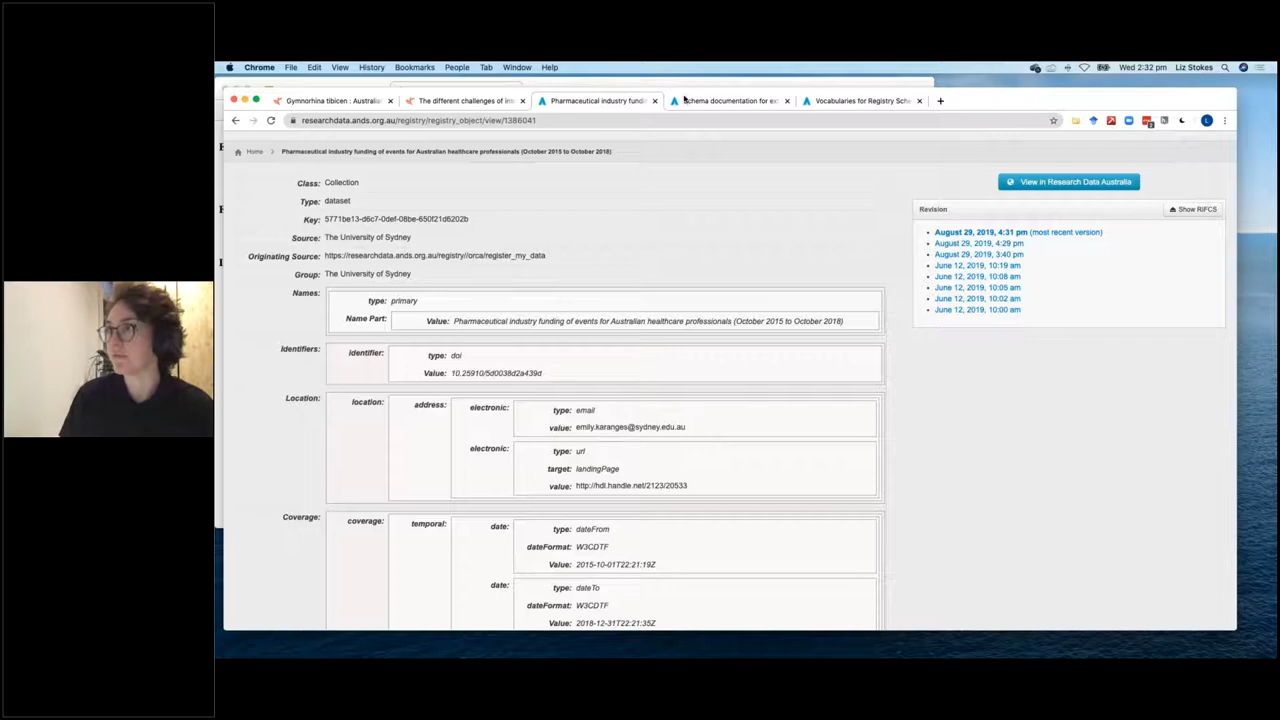 Chrome File Edit View History Bookmarks People Tab Window Help
Wed 2:32 pm Liz Stokes
Gymnorhina tibicen : Australia
The different challenges of int
Pharmaceutical industry fundi
Schema documentation for ex
Vocabularies for Registry Sche
researchdata.ands.org.au/registry/registry_object/view/1386041
Home Pharmaceutical industry funding of events for Australian healthcare professionals (October 2015 to October 2018)
View in Research Data Australia
Class: Collection
Type: dataset
Key: 5771be13-d6c7-0def-08be-650f21d6202b
Source: The University of Sydney
Originating Source: https://researchdata.ands.org.au/registry//orca/register_my_data
Group: The University of Sydney
Names:
type: primary
Name Part: Value: Pharmaceutical industry funding of events for Australian healthcare professionals (October 2015 to October 2018)
Identifiers: identifier: type: doi
Value: 10.25910/5d0038d2a439d
Location: location: address: electronic: type: email
value: emily.karanges@sydney.edu.au
electronic: type: url
target: landingPage
value: http://hdl.handle.net/2123/20533
Coverage: coverage: temporal: date: type: dateFrom
dateFormat: W3CDTF
Value: 2015-10-01T22:21:19Z
date: type: dateTo
dateFormat: W3CDTF
Value: 2018-12-31T22:21:35Z
Revision Show RIFCS
August 29, 2019, 4:31 pm (most recent version)
August 29, 2019, 4:29 pm
August 29, 2019, 3:40 pm
June 12, 2019, 10:19 am
June 12, 2019, 10:08 am
June 12, 2019, 10:05 am
June 12, 2019, 10:02 am
June 12, 2019, 10:00 am